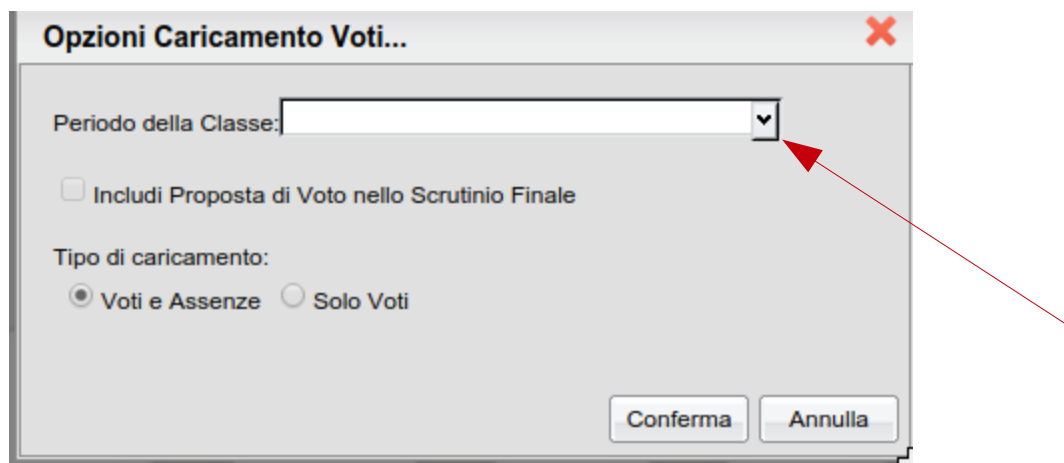 Opzioni Caricamento Voti...
Periodo della Classe:
Includi Proposta di Voto nello Scrutinio Finale
Tipo di caricamento:
Voti e Assenze Solo Voti
Conferma Annulla